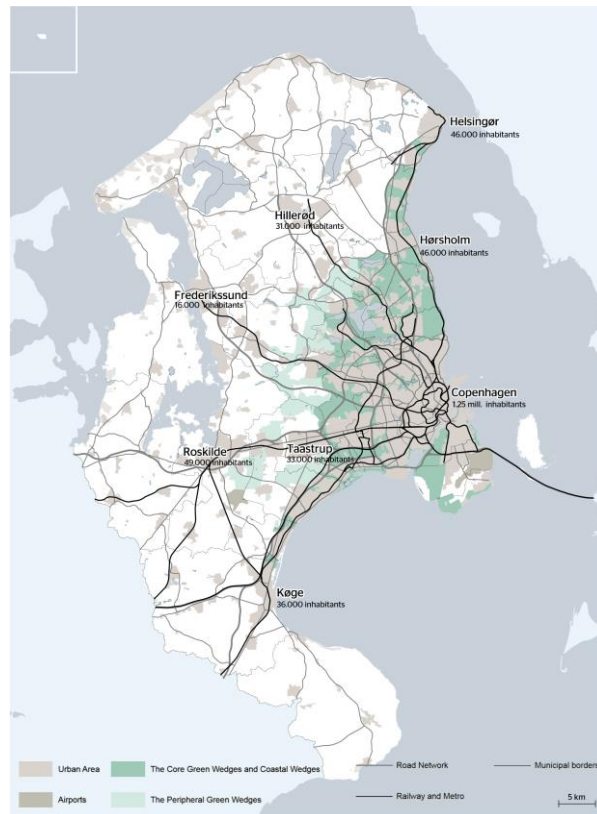 Helsingør
46.000 inhabitants
Hillerød
31.000 inhabitants
Hørsholm
46.000 inhabitants
Frederikssund
16.000 inhabitants
Copenhagen
1.25 mill. inhabitants
Roskilde
49.000 inhabitants
Taastrup
33.000 inhabitants
Køge
36.000 inhabitants
Urban Area
The Core Green Wedges and Coastal Wedges
Road Network
Municipal borders
Airports
The Peripheral Green Wedges
Railway and Metro
5 km